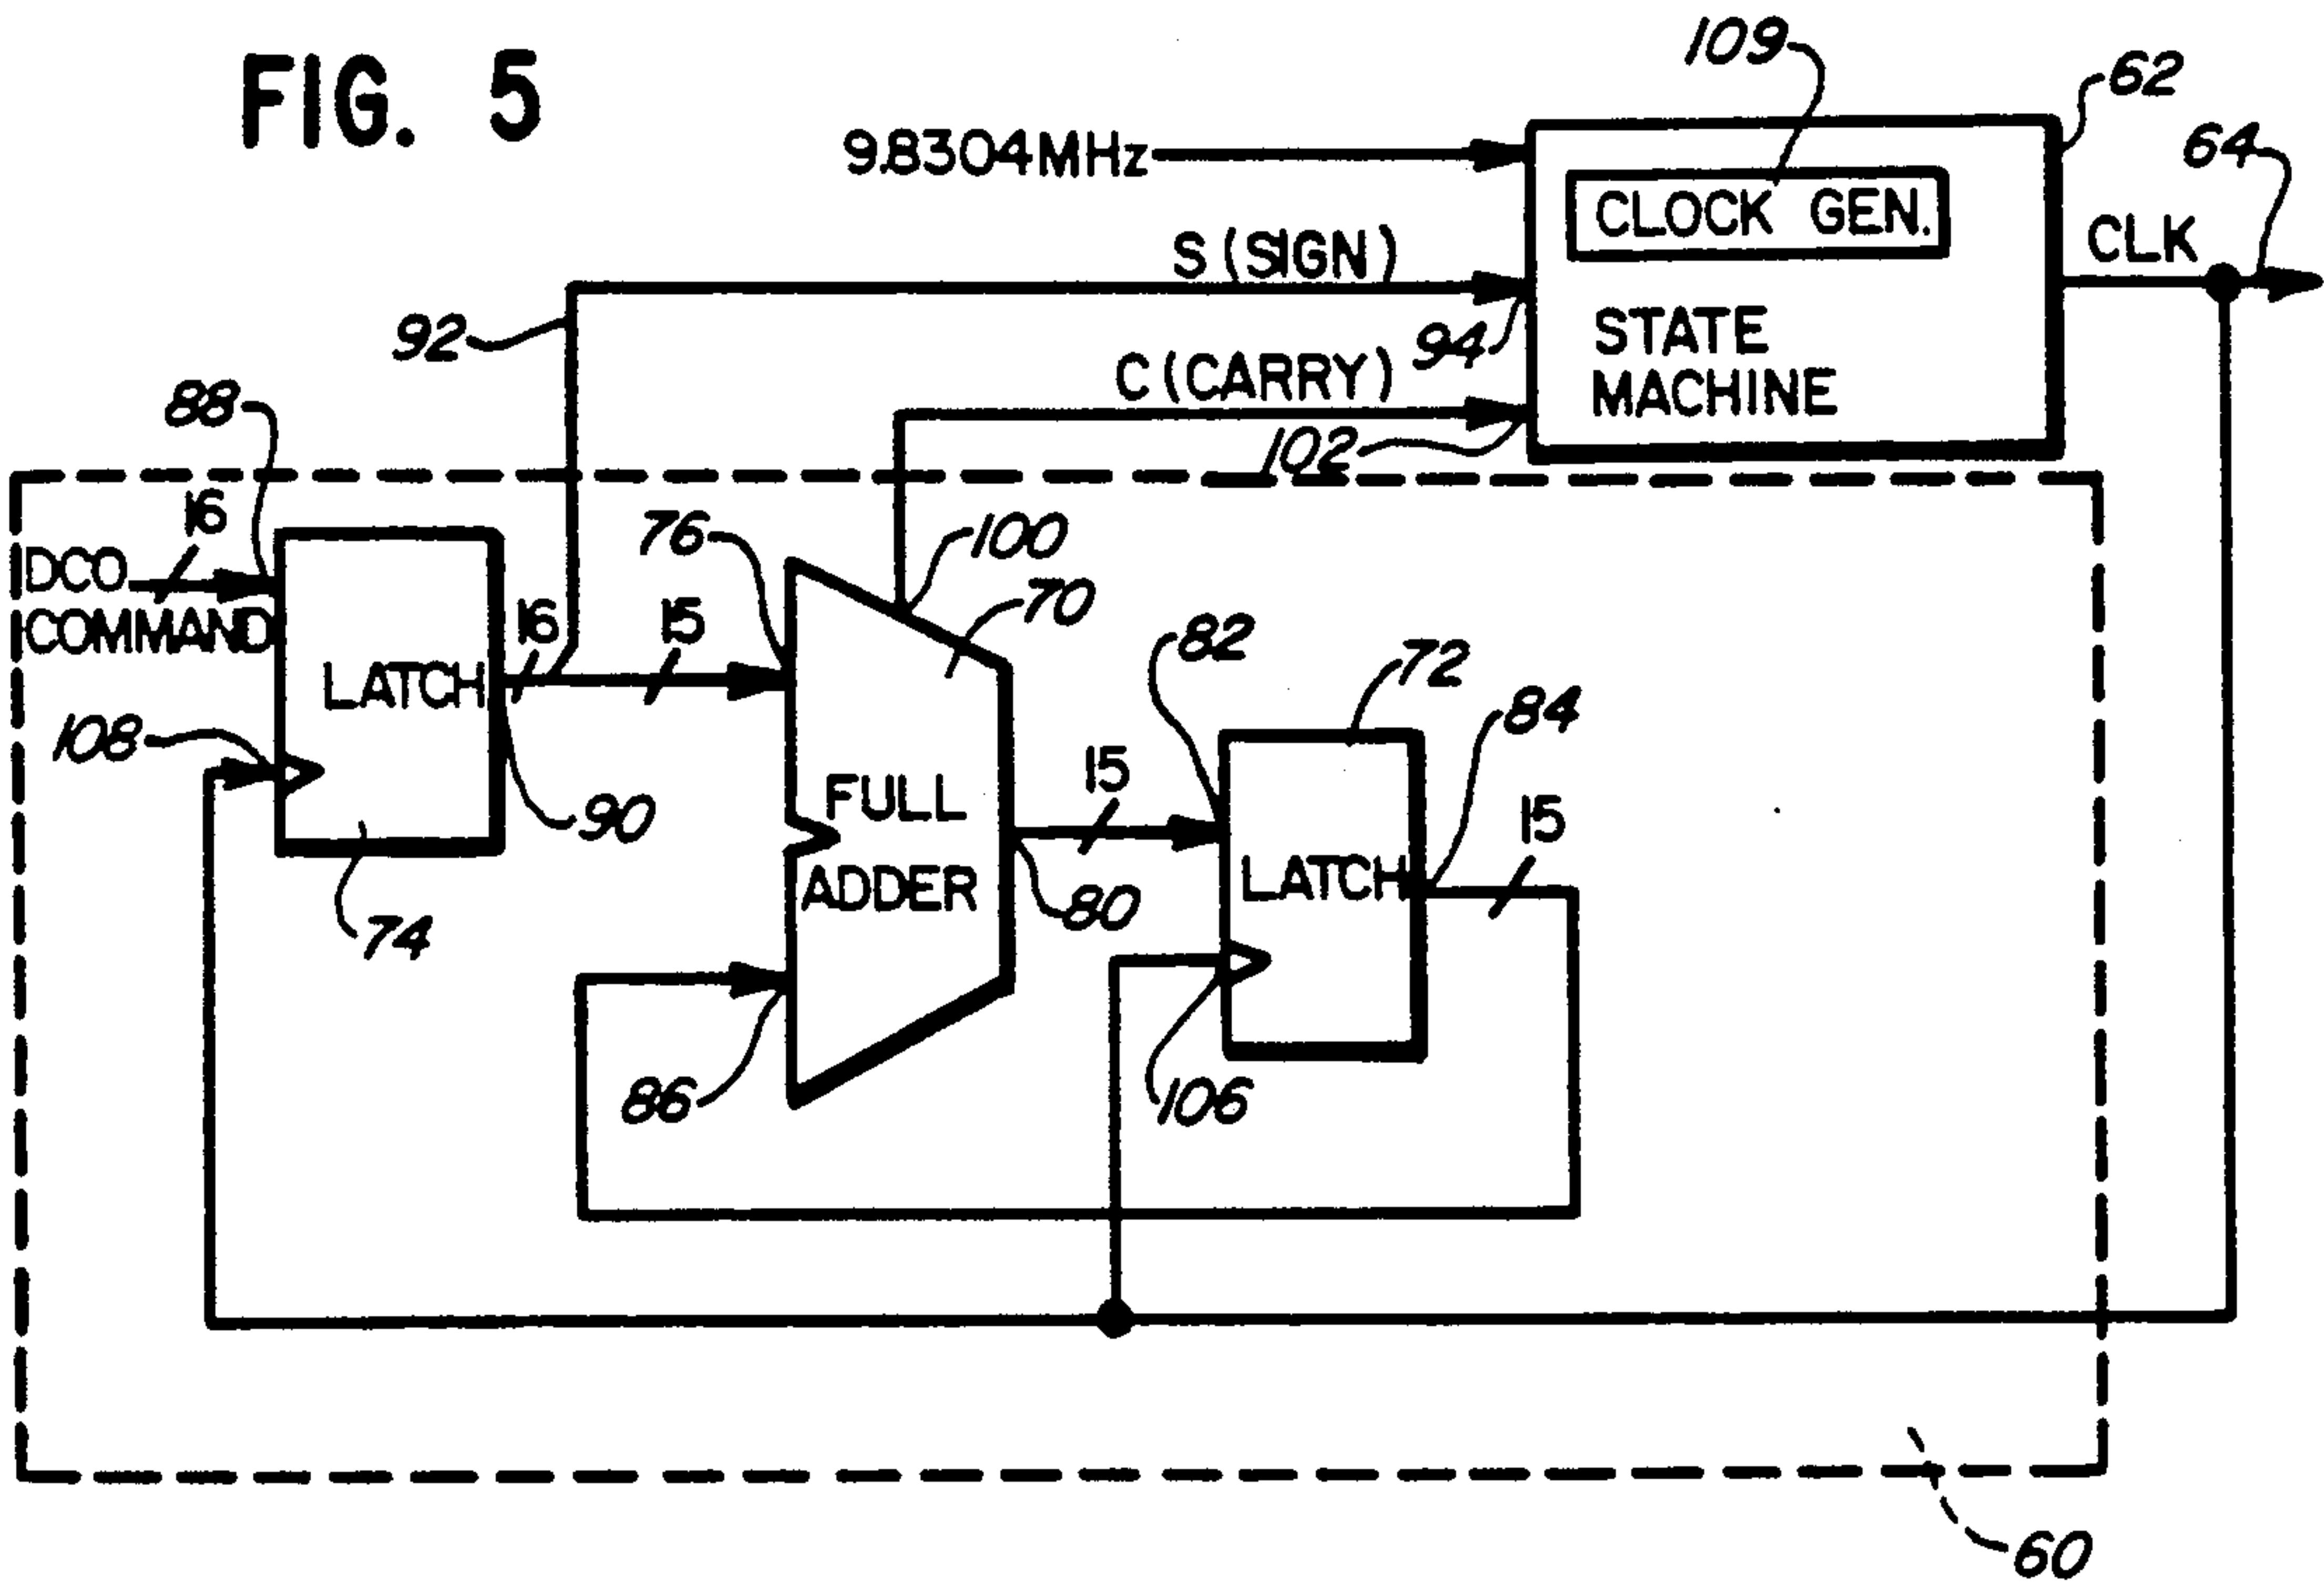 FIG. 5
109
62
64
9.8304MHz
CLOCK GEN.
CLK
S (SIGN)
92
94
STATE
MACHINE
C (CARRY)
88
102
16
76
100
DCO
COMMAND
70
16
15
82
72
LATCH
84
108
15
15
FULL
90
LATCH
ADDER
80
74
86
106
60